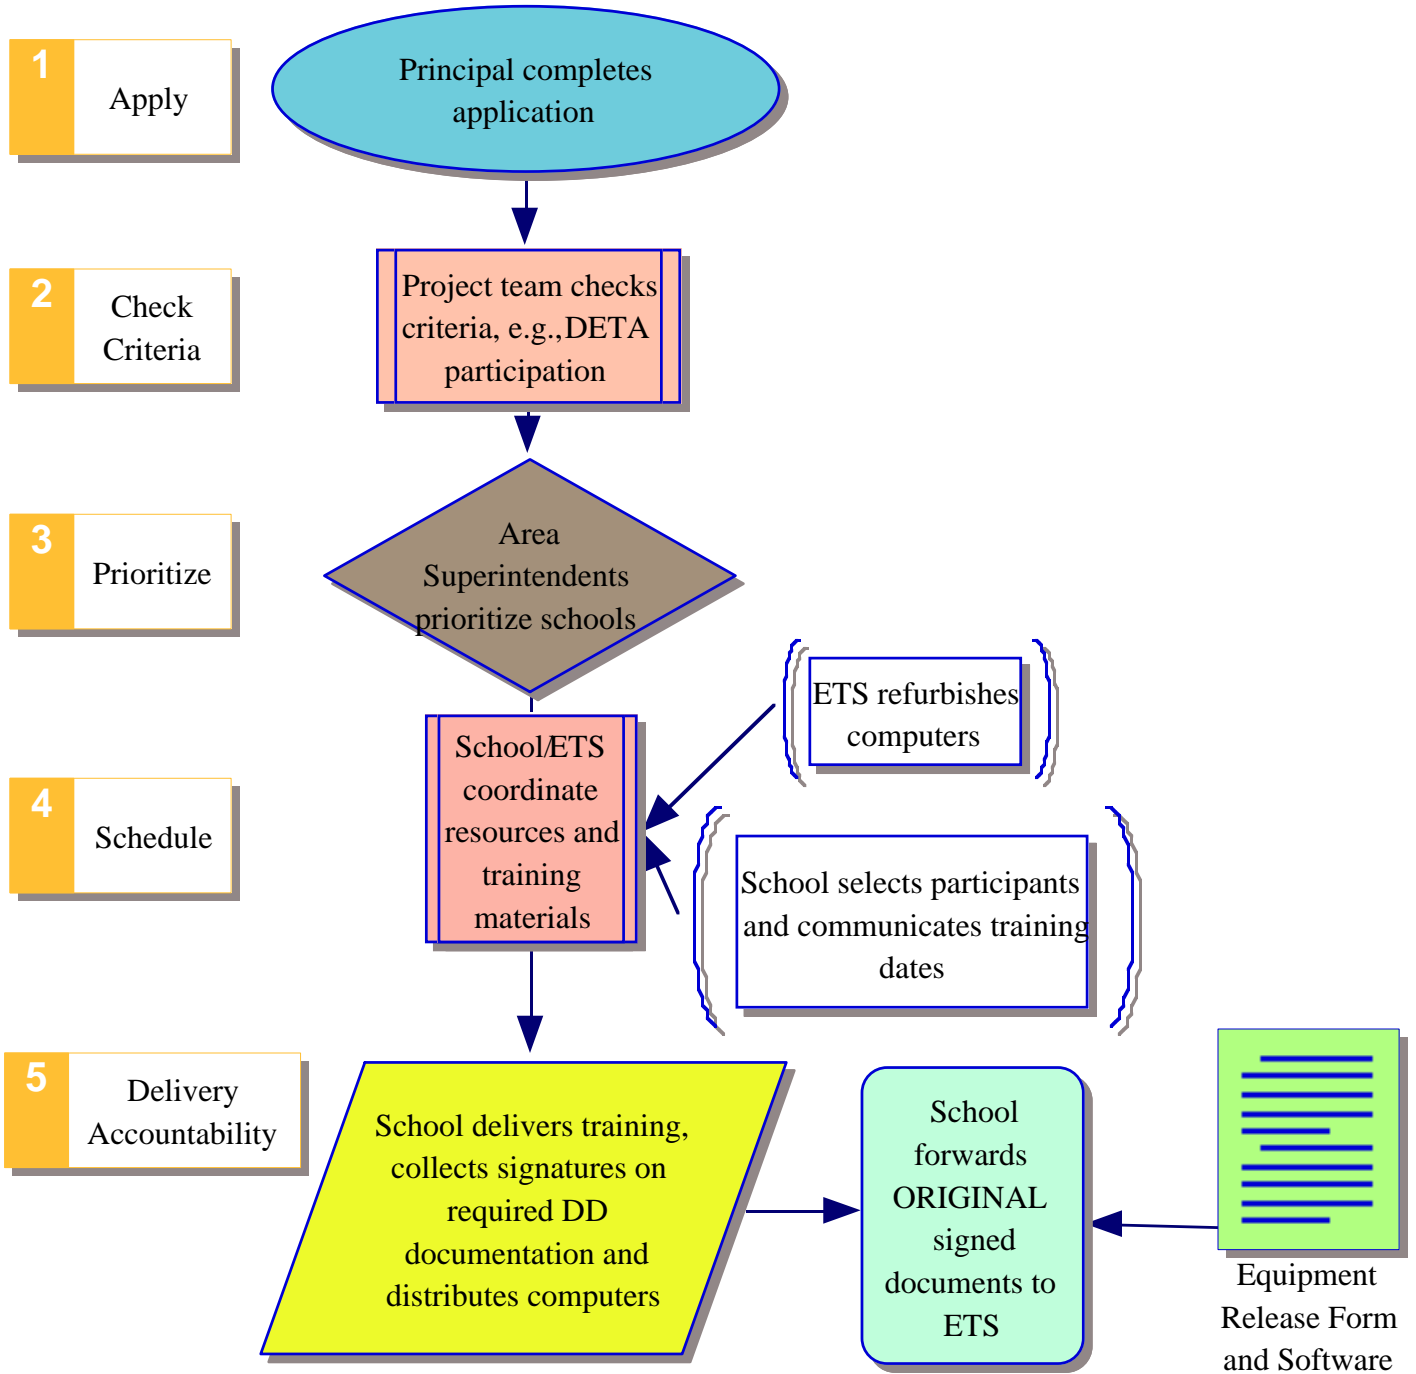 1
Apply
Principal completes
application
2
Check
Criteria
Project team checks
criteria, e.g.,DETA
participation
3
Prioritize
Area
Superintendents
prioritize schools
4
Schedule
School/ETS
coordinate
resources and
training
materials
ETS refurbishes
computers
School selects participants
and communicates training
dates
5
Delivery
Accountability
School delivers training,
collects signatures on
required DD
documentation and
distributes computers
School
forwards
ORIGINAL
signed
documents to
ETS
Equipment
Release Form
and Software